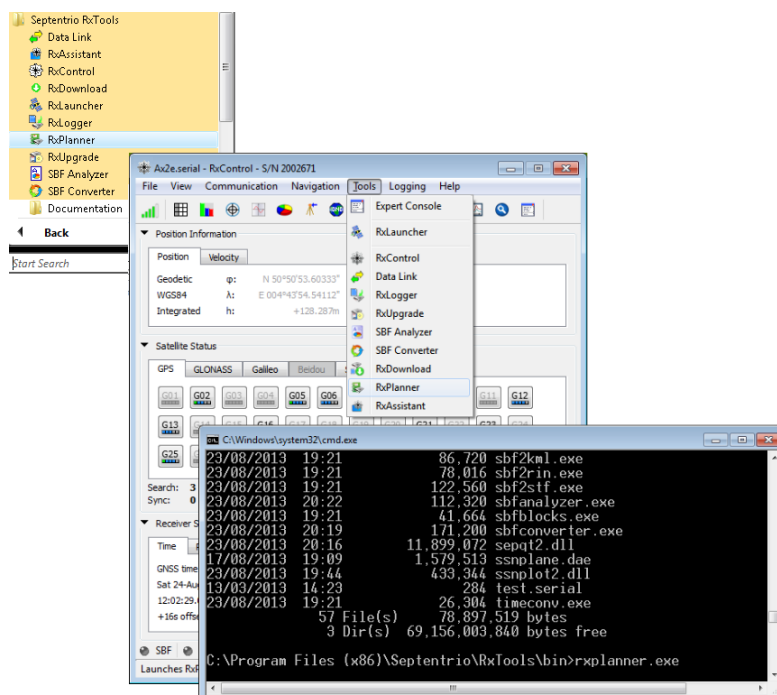 Septentrio RxTools
Data Link
RxAssistant
RxControl
RxDownload
RxLauncher
RxLogger
RxPlanner
RxUpgrade
SBF Analyzer
SBF Converter
Documentation
Back
Start Search
Ax2e.serial - RxControl - S/N 2002671
File View Communication Navigation Tools Logging Help
Expert Console
RxLauncher
RxControl
Data Link
RxLogger
RxUpgrade
SBF Analyzer
SBF Converter
RxDownload
RxPlanner
RxAssistant
Position Information
Position Velocity
Geodetic φ: N 50°50'53.60333"
WGS84 λ: E 004°43'54.54112"
Integrated h: +128.287m
Satellite Status
GPS GLONASS Galileo Beidou
G01 G02 G03 G04 G05 G06 G11 G12
G13
G25
Search: 3
Sync: 0
Receiver S
Time
GNSS time
Sat 24-Au
12:02:29.
+16s offse
SBF
Launches RxP
C:\Windows\system32\cmd.exe
23/08/2013 19:21 86,720 sbf2kml.exe
23/08/2013 19:21 78,016 sbf2rin.exe
23/08/2013 19:21 122,560 sbf2stf.exe
23/08/2013 20:22 112,320 sbfanalyzer.exe
23/08/2013 19:21 41,664 sbfblocks.exe
23/08/2013 20:19 171,200 sbfconverter.exe
23/08/2013 20:16 11,899,072 sepqt2.dll
17/08/2013 19:09 1,579,513 ssnplane.dae
23/08/2013 19:44 433,344 ssnplot2.dll
13/03/2013 14:23 284 test.serial
23/08/2013 19:21 26,304 timeconv.exe
57 File(s) 78,897,519 bytes
3 Dir(s) 69,156,003,840 bytes free
C:\Program Files (x86)\Septentrio\RxTools\bin>rxplanner.exe